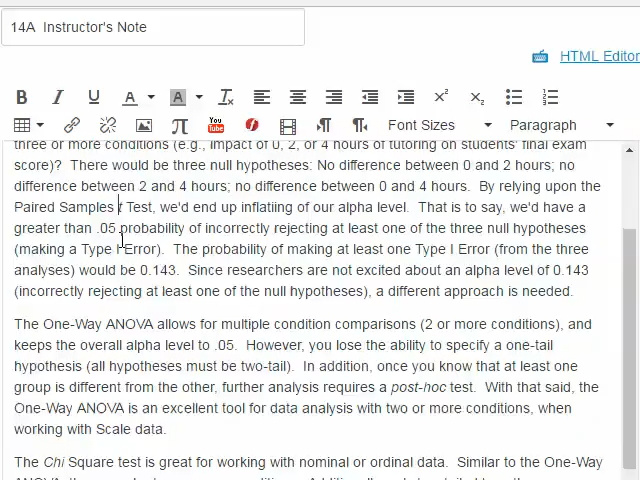 14A  Instructor's Note
HTML Editor
B I U A A Tx x² x₂
π You Tube f ¶ ¶ Font Sizes Paragraph
three or more conditions (e.g., impact of 0, 2, or 4 hours of tutoring on students' final exam
score)?  There would be three null hypotheses: No difference between 0 and 2 hours; no
difference between 2 and 4 hours; no difference between 0 and 4 hours.  By relying upon the
Paired Samples t Test, we'd end up inflatiing of our alpha level.  That is to say, we'd have a
greater than .05 probability of incorrectly rejecting at least one of the three null hypotheses
(making a Type I Error).  The probability of making at least one Type I Error (from the three
analyses) would be 0.143.  Since researchers are not excited about an alpha level of 0.143
(incorrectly rejecting at least one of the null hypotheses), a different approach is needed.
The One-Way ANOVA allows for multiple condition comparisons (2 or more conditions), and
keeps the overall alpha level to .05.  However, you lose the ability to specify a one-tail
hypothesis (all hypotheses must be two-tail).  In addition, once you know that at least one
group is different from the other, further analysis requires a post-hoc test.  With that said, the
One-Way ANOVA is an excellent tool for data analysis with two or more conditions, when
working with Scale data.
The Chi Square test is great for working with nominal or ordinal data.  Similar to the One-Way